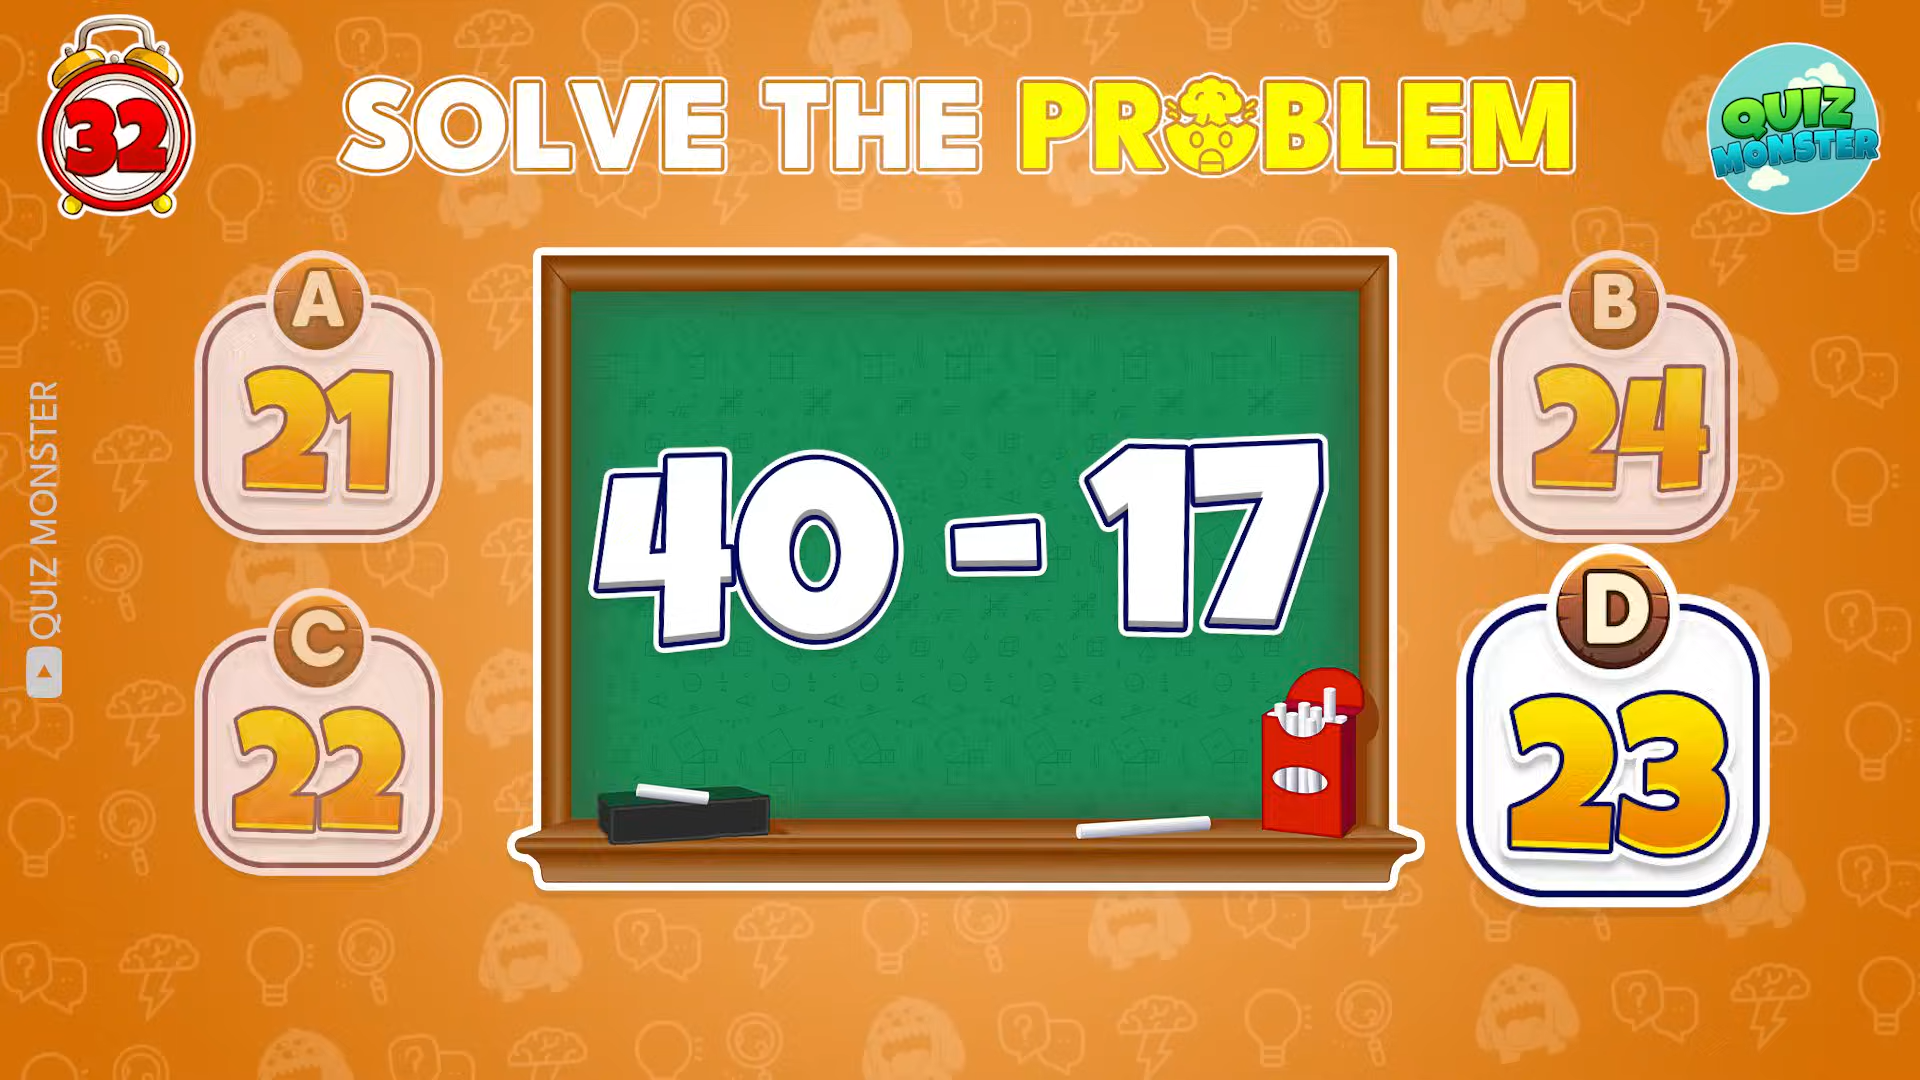 32
SOLVE THE PROBLEM
QUIZ
MONSTER
A
21
B
24
40 - 17
C
22
D
23
QUIZ MONSTER